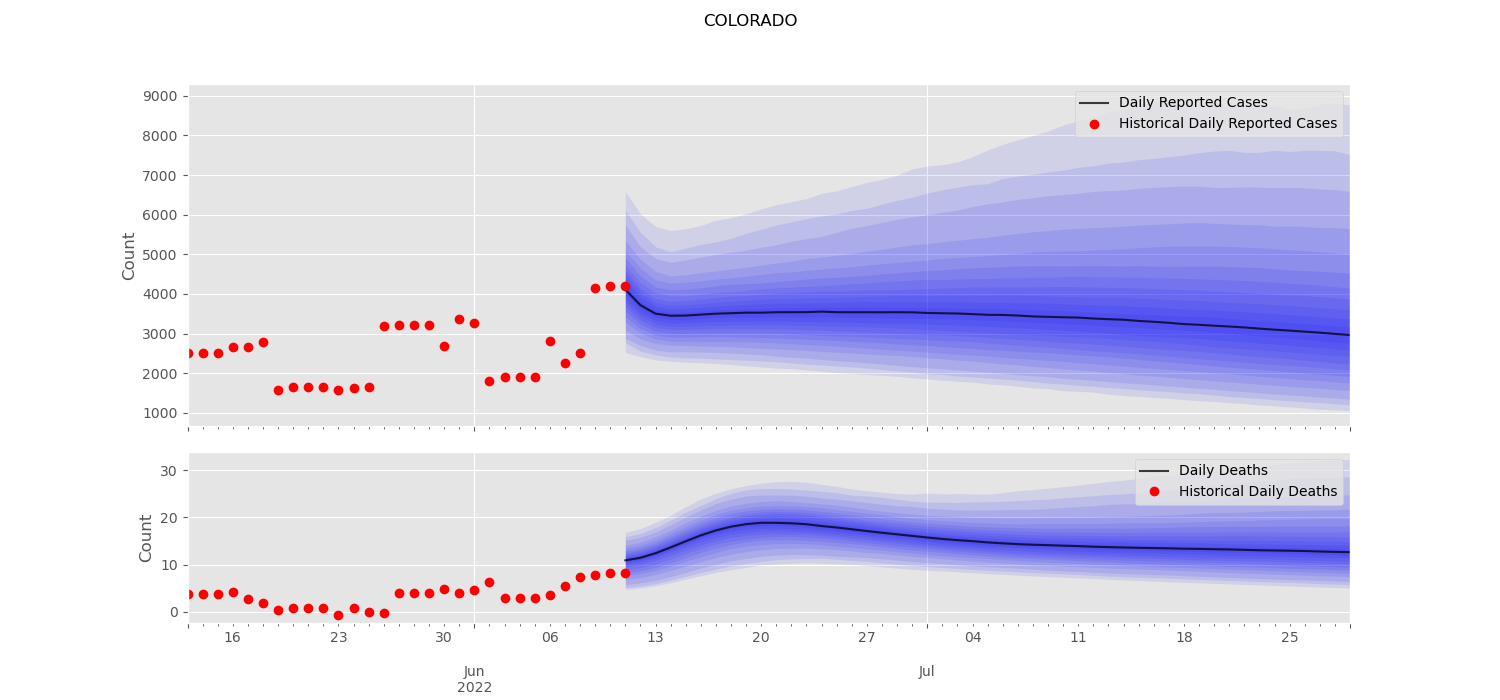 COLORADO
Daily Reported Cases
Historical Daily Reported Cases
9000
8000
7000
6000
5000
4000
3000
2000
1000
Count
Daily Deaths
Historical Daily Deaths
30
20
10
0
Count
16 23 30 06 13 20 27 04 11 18 25
Jun Jul
2022